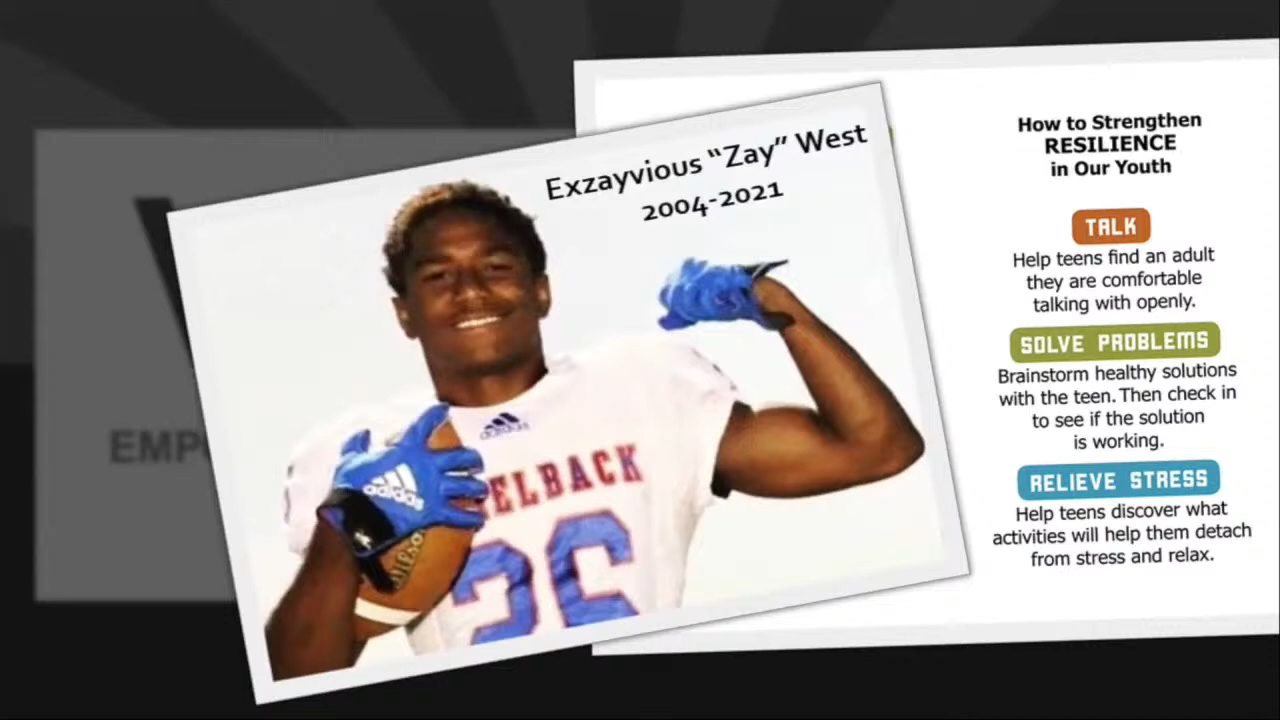 Exzayvious “Zay” West
2004-2021
adidas
ELBACK
26
How to Strengthen
RESILIENCE
in Our Youth
TALK
Help teens find an adult
they are comfortable
talking with openly.
SOLVE PROBLEMS
Brainstorm healthy solutions
with the teen. Then check in
to see if the solution
is working.
RELIEVE STRESS
Help teens discover what
activities will help them detach
from stress and relax.
EMP